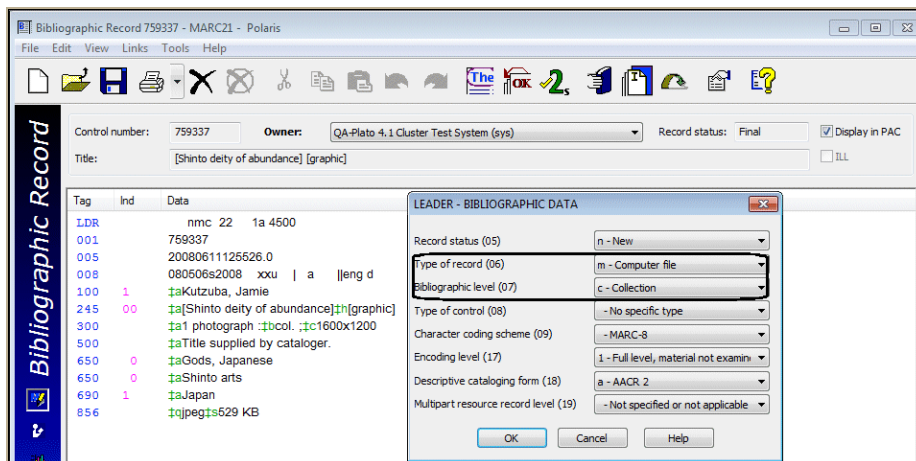 Bibliographic Record 759337 - MARC21 - Polaris
File Edit View Links Tools Help
The OK 2s I ?
Bibliographic Record
Control number: 759337 Owner: QA-Plato 4.1 Cluster Test System (sys) Record status: Final Display in PAC
Title: [Shinto deity of abundance] [graphic] ILL
Tag Ind Data
LDR nmc 22 1a 4500
001 759337
005 20080611125526.0
008 080506s2008 xxu | a ||eng d
100 1 ‡aKutzuba, Jamie
245 00 ‡a[Shinto deity of abundance]‡h[graphic]
300 ‡a1 photograph :‡bcol. ;‡c1600x1200
500 ‡aTitle supplied by cataloger.
650 0 ‡aGods, Japanese
650 0 ‡aShinto arts
690 1 ‡aJapan
856 ‡qjpeg‡s529 KB
LEADER - BIBLIOGRAPHIC DATA
Record status (05) n - New
Type of record (06) m - Computer file
Bibliographic level (07) c - Collection
Type of control (08) - No specific type
Character coding scheme (09) - MARC-8
Encoding level (17) 1 - Full level, material not examin
Descriptive cataloging form (18) a - AACR 2
Multipart resource record level (19) - Not specified or not applicable
OK Cancel Help